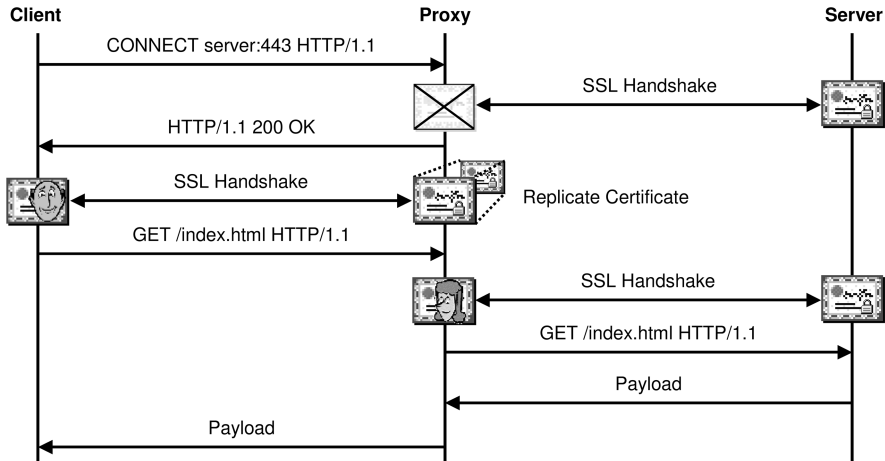 Client
Proxy
Server
CONNECT server:443 HTTP/1.1
SSL Handshake
HTTP/1.1 200 OK
SSL Handshake
Replicate Certificate
GET /index.html HTTP/1.1
SSL Handshake
GET /index.html HTTP/1.1
Payload
Payload